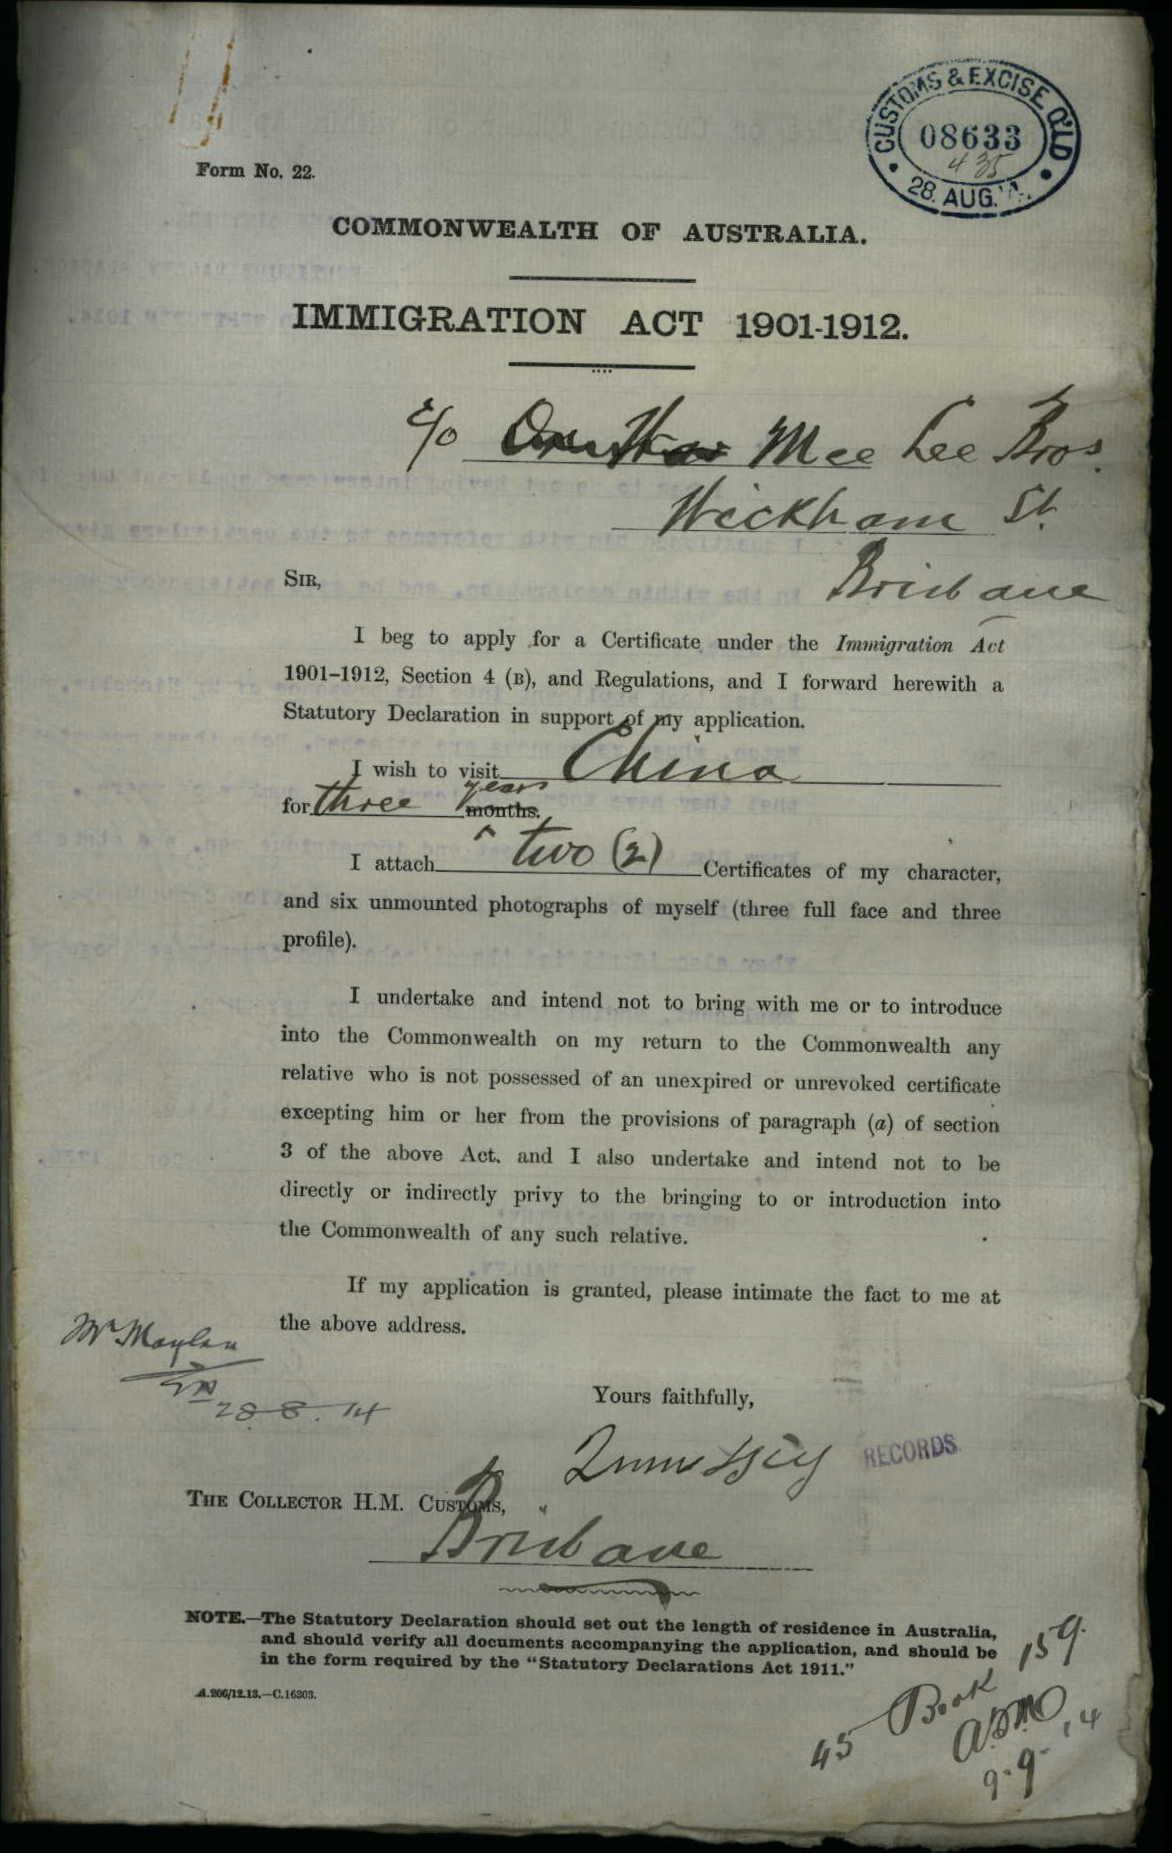 CUSTOMS & EXCISE Q'LD
08633
435
28. AUG.
Form No. 22.
COMMONWEALTH OF AUSTRALIA.
IMMIGRATION ACT 1901-1912.
c/o Mee Lee Bros.
Wickham St.
Brisbane
SIR,
I beg to apply for a Certificate under the Immigration Act
1901–1912, Section 4 (B), and Regulations, and I forward herewith a
Statutory Declaration in support of my application.
I wish to visit China
for three years months.
I attach two (2) Certificates of my character,
and six unmounted photographs of myself (three full face and three
profile).
I undertake and intend not to bring with me or to introduce
into the Commonwealth on my return to the Commonwealth any
relative who is not possessed of an unexpired or unrevoked certificate
excepting him or her from the provisions of paragraph (a) of section
3 of the above Act, and I also undertake and intend not to be
directly or indirectly privy to the bringing to or introduction into
the Commonwealth of any such relative.
If my application is granted, please intimate the fact to me at
the above address.
Mr
28.8.14
Yours faithfully,
RECORDS
THE COLLECTOR H.M. CUSTOMS,
Brisbane
NOTE.—The Statutory Declaration should set out the length of residence in Australia,
and should verify all documents accompanying the application, and should be
in the form required by the “Statutory Declarations Act 1911.”
A.206/12.13.—C.16303.
45 Book 159
9.9.14